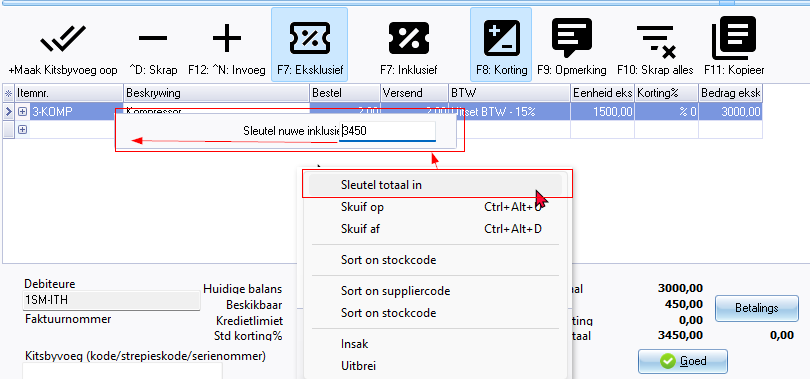 +Maak Kitsbyvoeg oop ^D: Skrap F12: ^N: Invoeg F7: Eksklusief F7: Inklusief F8: Korting F9: Opmerking F10: Skrap alles F11: Kopieer
Itemnr. Beskrywing Bestel Versend BTW Eenheid eks Korting% Bedrag eksk
3-KOMP Kompressor 2,00 2,00 Uitset BTW - 15% 1500,00 % 0 3000,00
Sleutel nuwe inklusie 3450
Sleutel totaal in
Skuif op Ctrl+Alt+U
Skuif af Ctrl+Alt+D
Sort on stockcode
Sort on suppliercode
Sort on stockcode
Insak
Uitbrei
Debiteure
1SM-ITH
Faktuurnommer
Kitsbyvoeg (kode/strepieskode/serienommer)
Huidige balans
Beskikbaar
Kredietlimiet
Std korting%
aal 3000,00
450,00
ting 0,00
taal 3450,00 0,00
Betalings
Goed